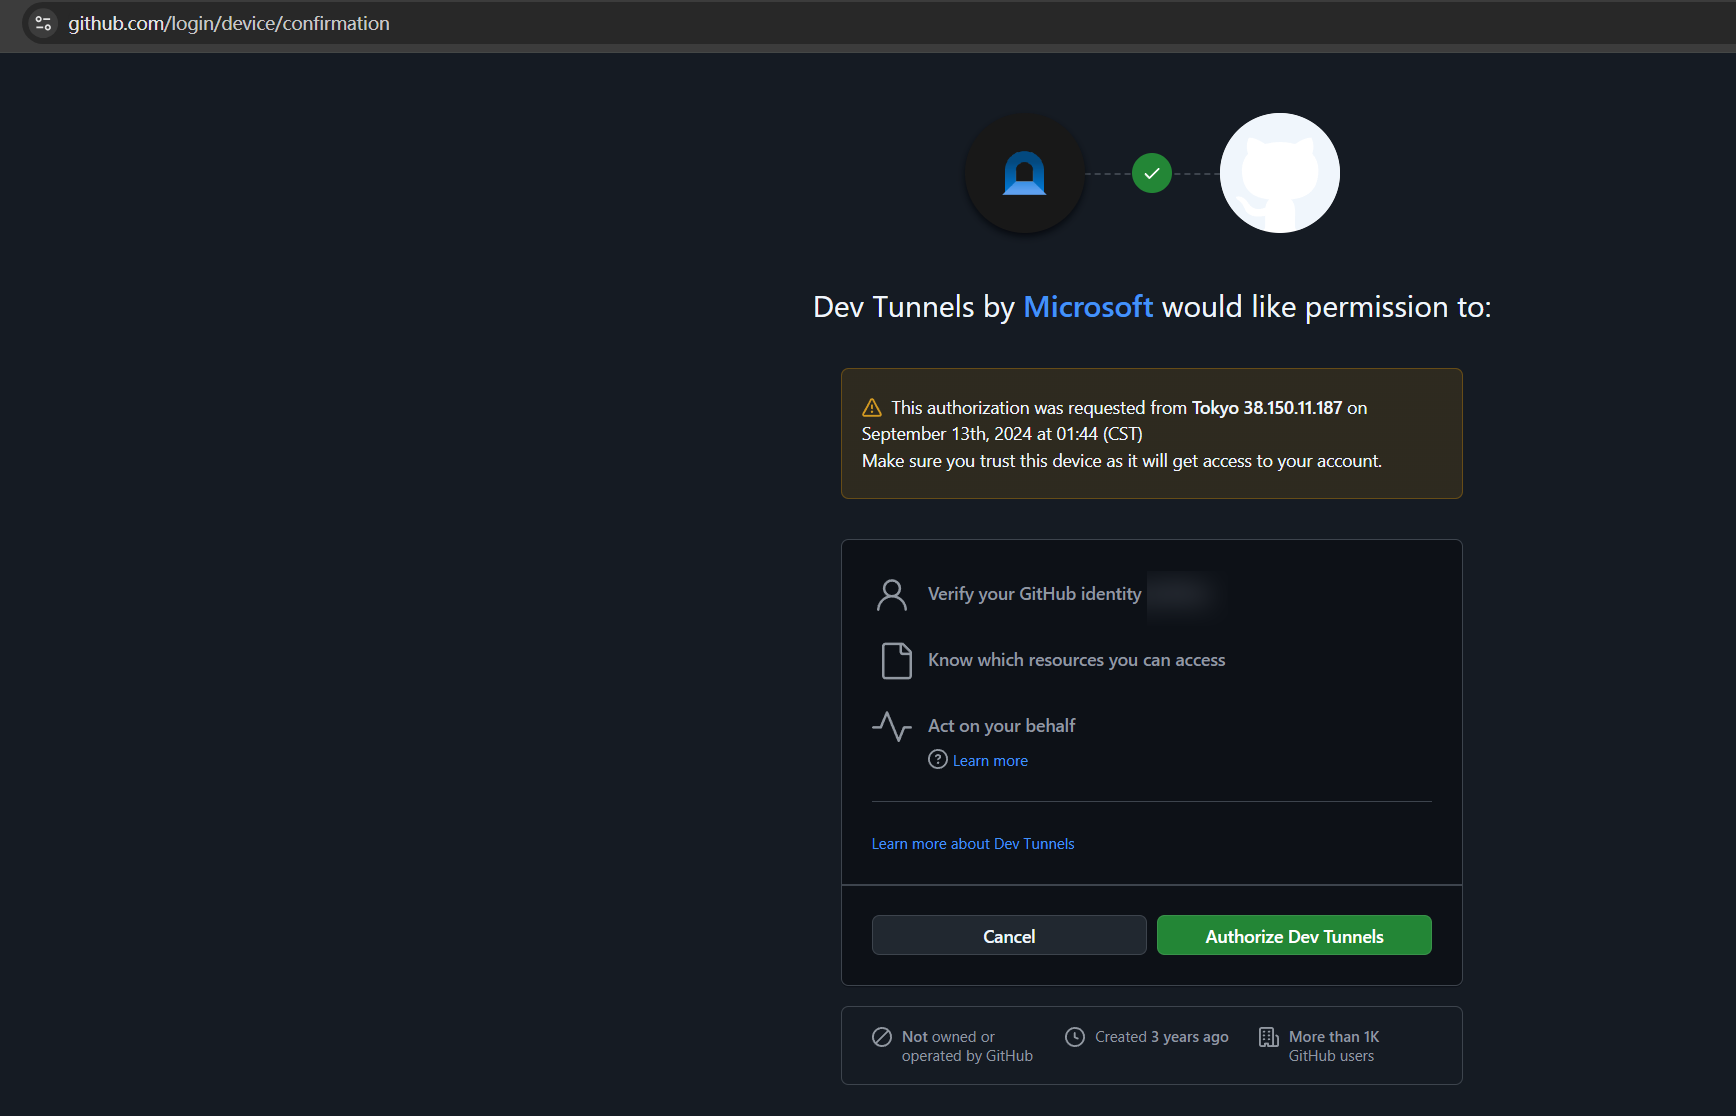 github.com/login/device/confirmation
Dev Tunnels by Microsoft would like permission to:
This authorization was requested from Tokyo 38.150.11.187 on
September 13th, 2024 at 01:44 (CST)
Make sure you trust this device as it will get access to your account.
Verify your GitHub identity
Know which resources you can access
Act on your behalf
Learn more
Learn more about Dev Tunnels
Cancel
Authorize Dev Tunnels
Not owned or
operated by GitHub
Created 3 years ago
More than 1K
GitHub users